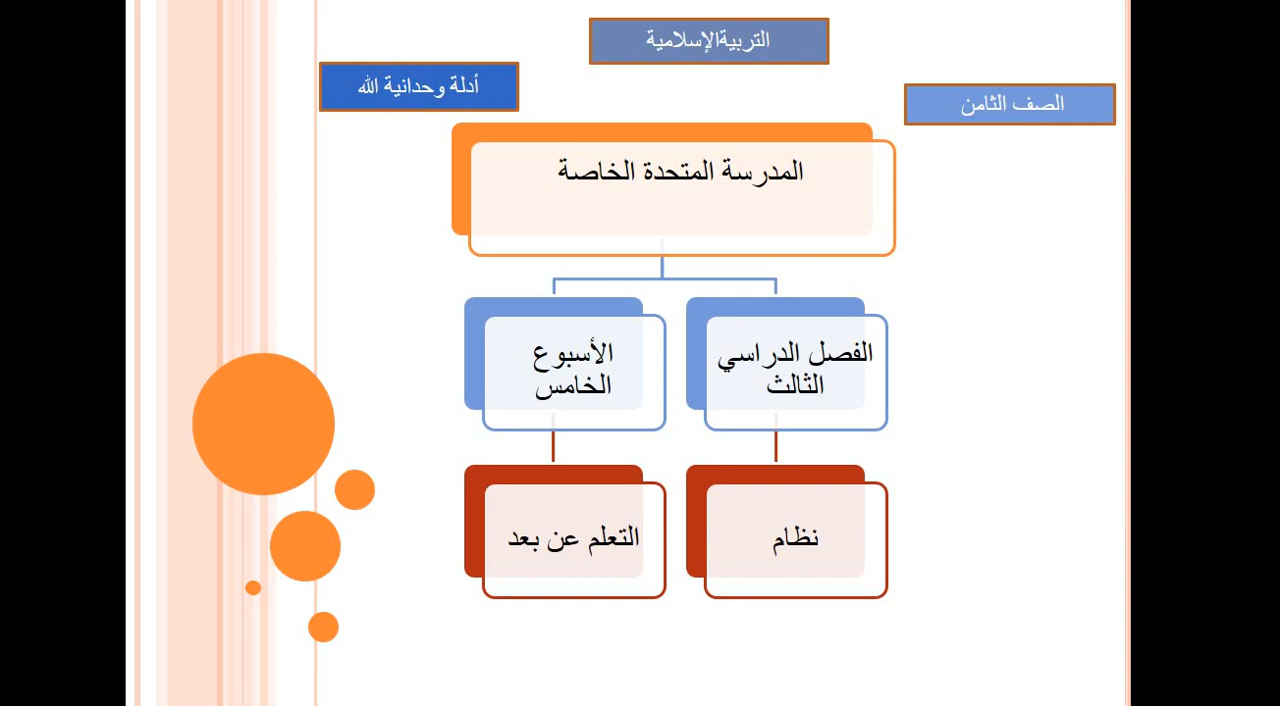 التربيةالإسلامية
الصف الثامن
أدلة وحدانية الله
المدرسة المتحدة الخاصة
الفصل الدراسي
الثالث
الأسبوع
الخامس
نظام
التعلم عن بعد